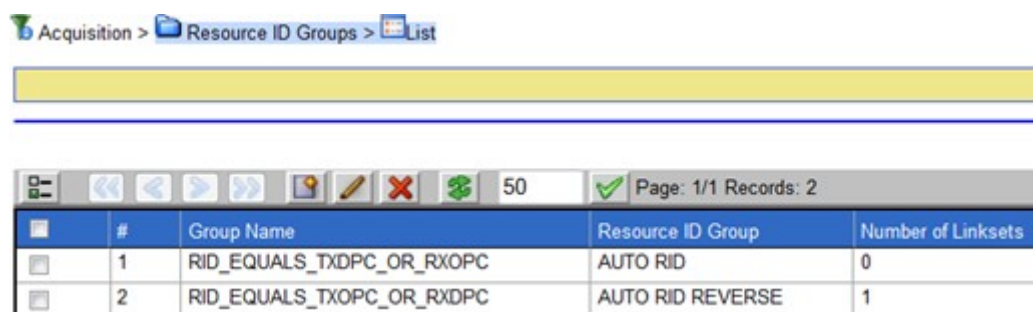 Acquisition > Resource ID Groups > List
50 Page: 1/1 Records: 2
# Group Name Resource ID Group Number of Linksets
1 RID_EQUALS_TXDPC_OR_RXOPC AUTO RID 0
2 RID_EQUALS_TXOPC_OR_RXDPC AUTO RID REVERSE 1